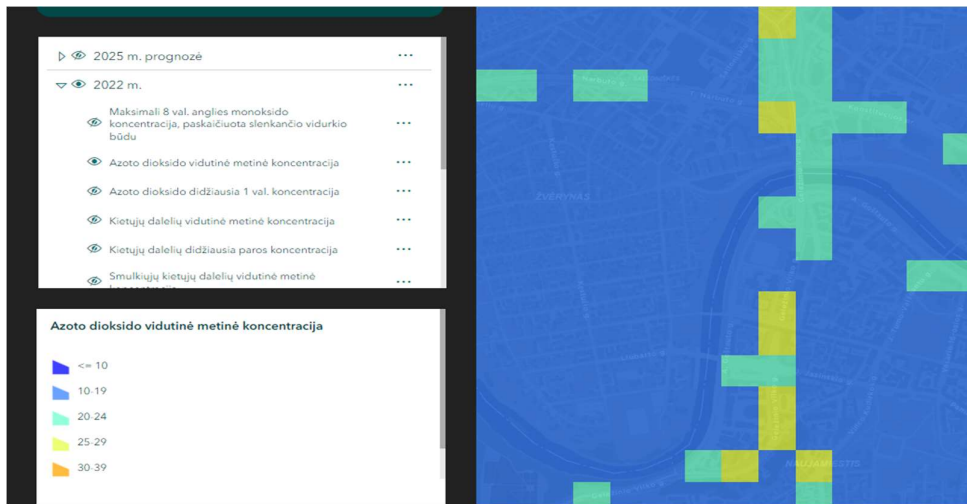 2025 m. prognozė
2022 m.
Maksimali 8 val. anglies monoksido
koncentracija, paskaičiuota slenkančio vidurkio
būdu
Azoto dioksido vidutinė metinė koncentracija
Azoto dioksido didžiausia 1 val. koncentracija
Kietųjų dalelių vidutinė metinė koncentracija
Kietųjų dalelių didžiausia paros koncentracija
Smulkiųjų kietųjų dalelių vidutinė metinė
Azoto dioksido vidutinė metinė koncentracija
<= 10
10-19
20-24
25-29
30-39
ŽVĖRYNAS
NAUJAMIESTIS